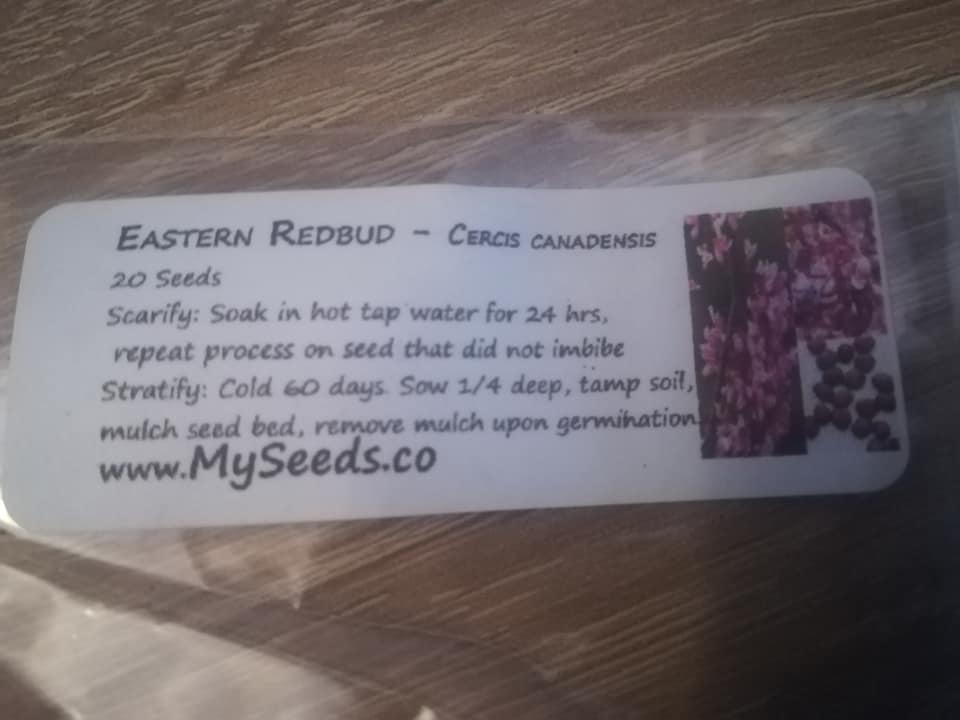 Eastern Redbud - Cercis canadensis
20 Seeds
Scarify: Soak in hot tap water for 24 hrs,
repeat process on seed that did not imbibe
Stratify: Cold 60 days. Sow 1/4 deep, tamp soil,
mulch seed bed, remove mulch upon germination.
www.MySeeds.co